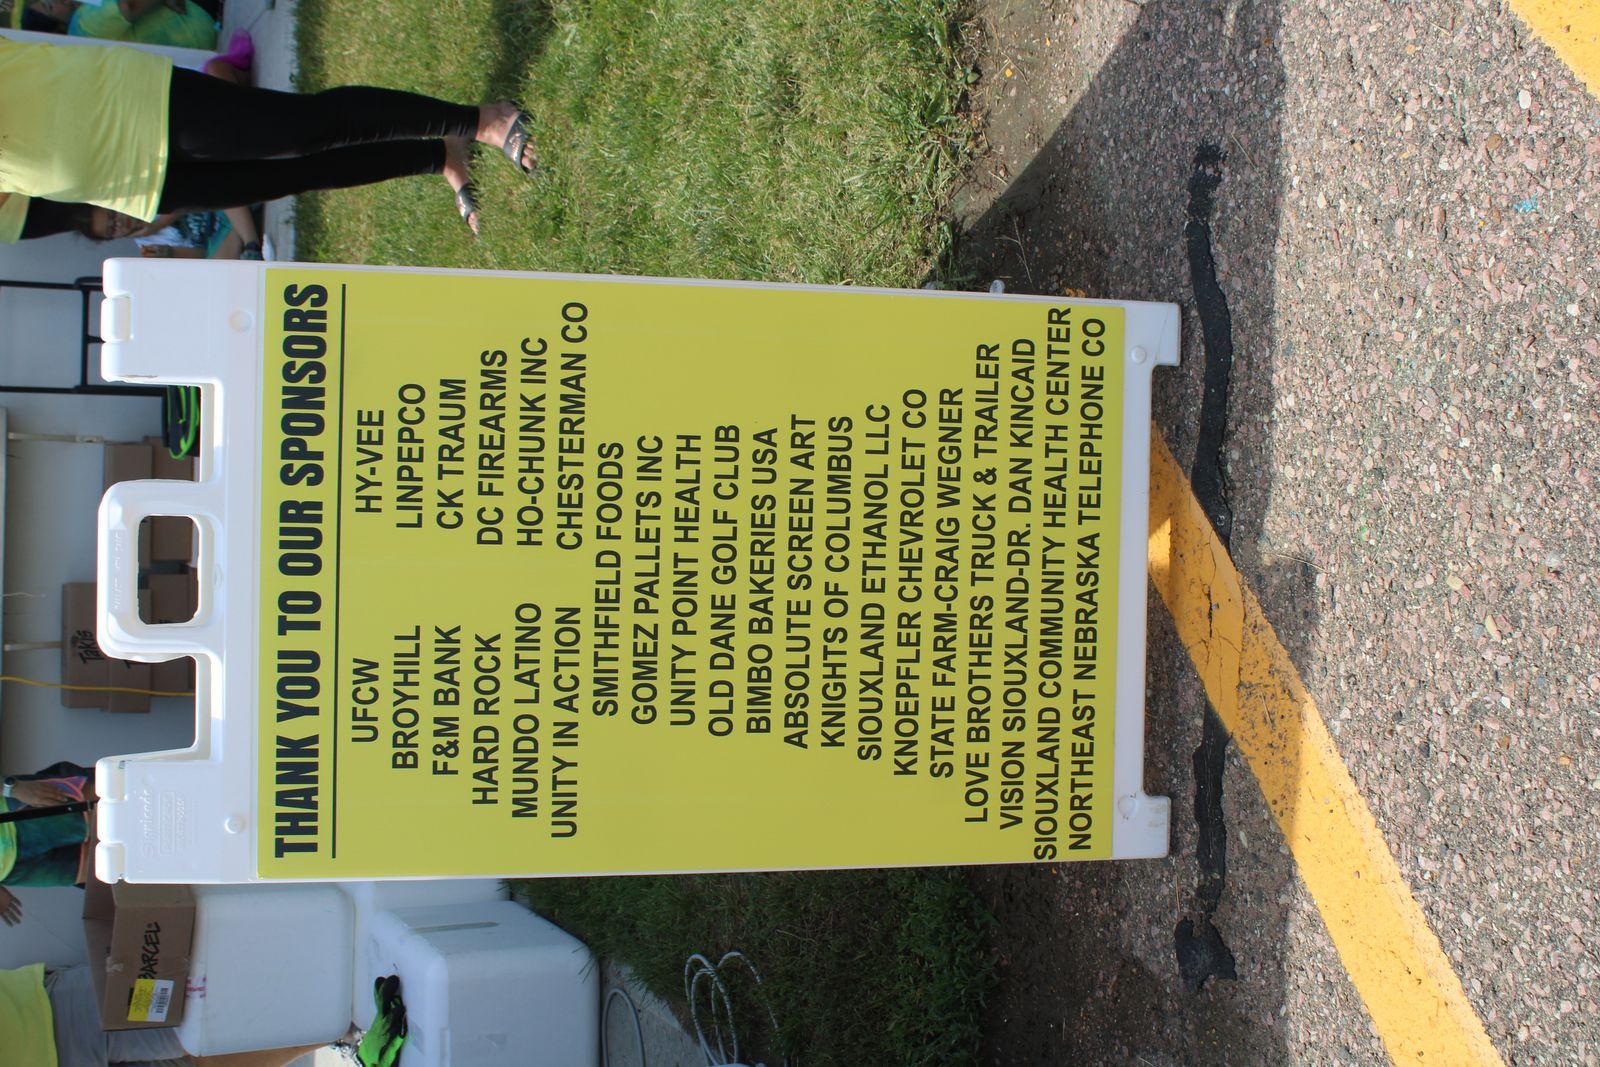 THANK YOU TO OUR SPONSORS
UFCW HY-VEE
BROYHILL LINPEPCO
F&M BANK CK TRAUM
HARD ROCK DC FIREARMS
MUNDO LATINO HO-CHUNK INC
UNITY IN ACTION CHESTERMAN CO
SMITHFIELD FOODS
GOMEZ PALLETS INC
UNITY POINT HEALTH
OLD DANE GOLF CLUB
BIMBO BAKERIES USA
ABSOLUTE SCREEN ART
KNIGHTS OF COLUMBUS
SIOUXLAND ETHANOL LLC
KNOEPFLER CHEVROLET CO
STATE FARM-CRAIG WEGNER
LOVE BROTHERS TRUCK & TRAILER
VISION SIOUXLAND-DR. DAN KINCAID
SIOUXLAND COMMUNITY HEALTH CENTER
NORTHEAST NEBRASKA TELEPHONE CO
BARCEL
Takis